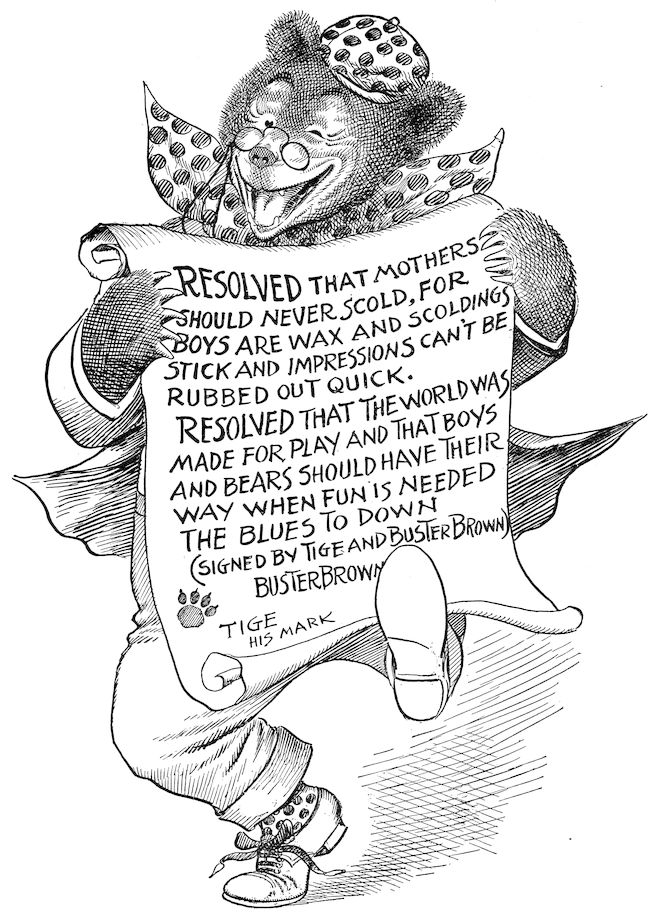 RESOLVED THAT MOTHERS
SHOULD NEVER SCOLD, FOR
BOYS ARE WAX AND SCOLDINGS
STICK AND IMPRESSIONS CAN'T BE
RUBBED OUT QUICK.
RESOLVED THAT THE WORLD WAS
MADE FOR PLAY AND THAT BOYS
AND BEARS SHOULD HAVE THEIR
WAY WHEN FUN IS NEEDED
THE BLUES TO DOWN
(SIGNED BY TIGE AND BUSTER BROWN)
BUSTER BROWN
TIGE
HIS MARK